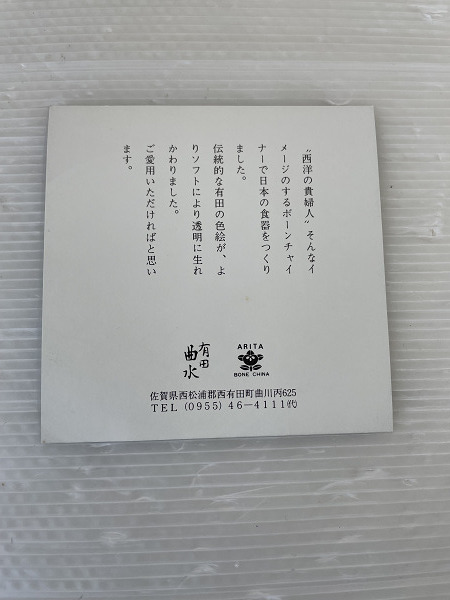 ”西洋の貴婦人〟そんなイ
メージのするボーンチャイ
ナーで日本の食器をつくり
ました。
伝統的な有田の色絵が、よ
りソフトにより透明に生れ
かわりました。
ご愛用いただければと思い
ます。
有田
曲水
ARITA
BONE CHINA
佐賀県西松浦郡西有田町曲川丙625
TEL (0955) 46-4111㈹